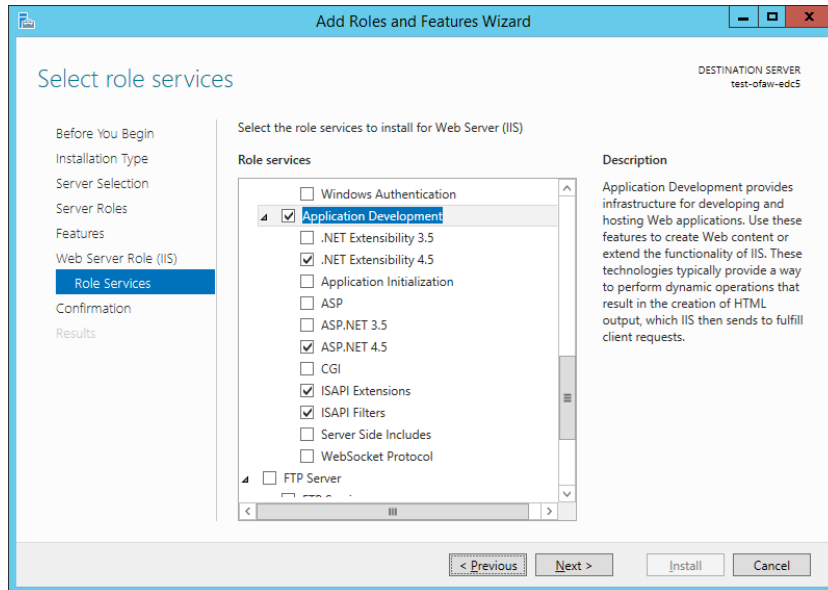 Add Roles and Features Wizard
Select role services
DESTINATION SERVER
test-ofaw-edc5
Before You Begin
Installation Type
Server Selection
Server Roles
Features
Web Server Role (IIS)
Role Services
Confirmation
Results
Select the role services to install for Web Server (IIS)
Role services
Windows Authentication
Application Development
.NET Extensibility 3.5
.NET Extensibility 4.5
Application Initialization
ASP
ASP.NET 3.5
ASP.NET 4.5
CGI
ISAPI Extensions
ISAPI Filters
Server Side Includes
WebSocket Protocol
FTP Server
Description
Application Development provides
infrastructure for developing and
hosting Web applications. Use these
features to create Web content or
extend the functionality of IIS. These
technologies typically provide a way
to perform dynamic operations that
result in the creation of HTML
output, which IIS then sends to fulfill
client requests.
< Previous
Next >
Install
Cancel